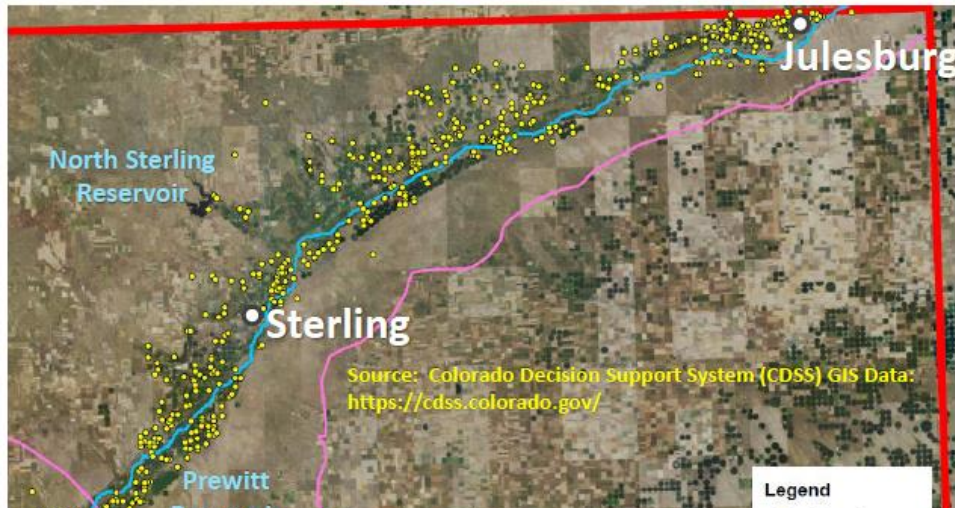 Julesburg
North Sterling
Reservoir
Sterling
Source: Colorado Decision Support System (CDSS) GIS Data:
https://cdss.colorado.gov/
Prewitt
Legend